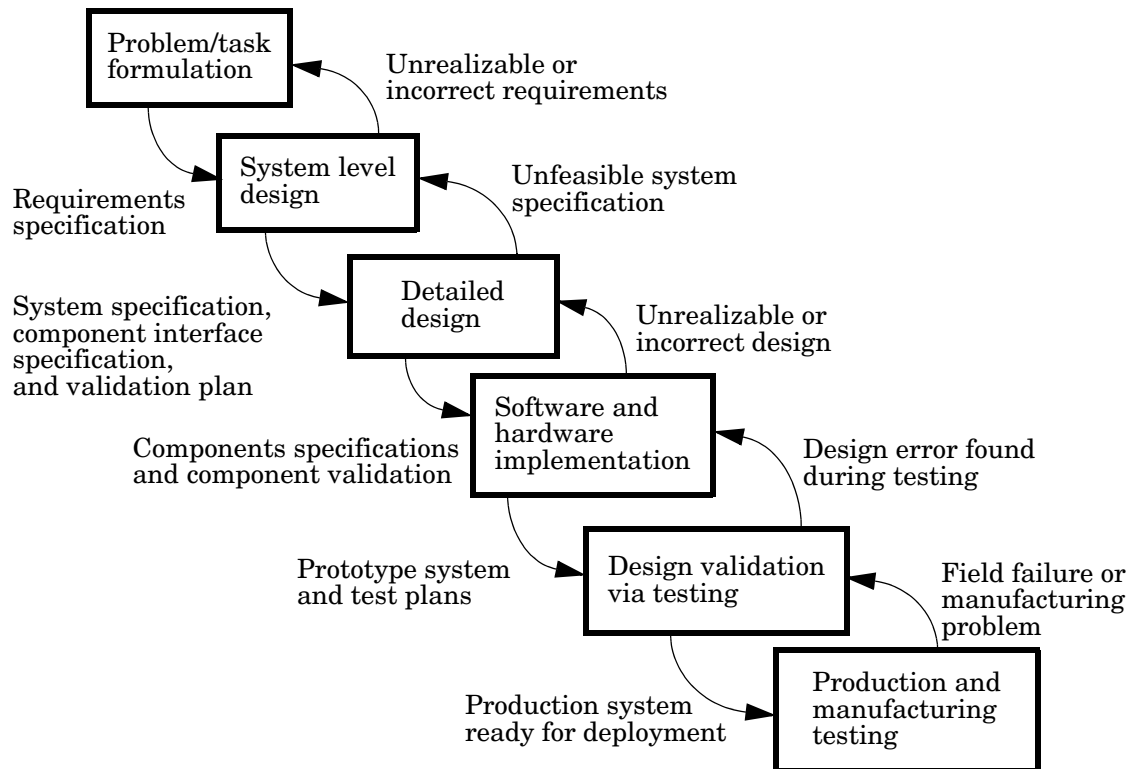 Problem/task
formulation
Unrealizable or
incorrect requirements
System level
design
Requirements
specification
Unfeasible system
specification
Detailed
design
System specification,
component interface
specification,
and validation plan
Unrealizable or
incorrect design
Software and
hardware
implementation
Components specifications
and component validation
Design error found
during testing
Prototype system
and test plans
Design validation
via testing
Field failure or
manufacturing
problem
Production system
ready for deployment
Production and
manufacturing
testing